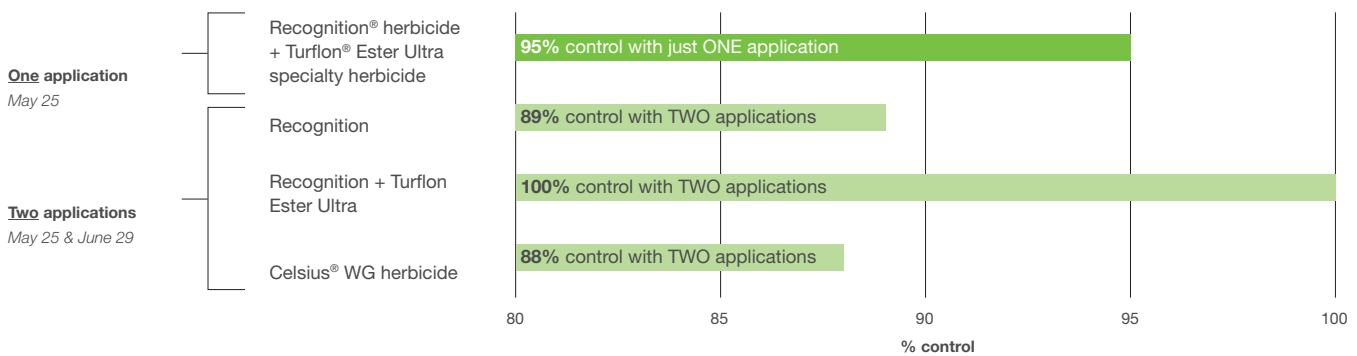 One application
May 25
Recognition® herbicide
+ Turflon® Ester Ultra
specialty herbicide
95% control with just ONE application
Two applications
May 25 & June 29
Recognition
89% control with TWO applications
Recognition + Turflon
Ester Ultra
100% control with TWO applications
Celsius® WG herbicide
88% control with TWO applications
80
85
90
95
100
% control